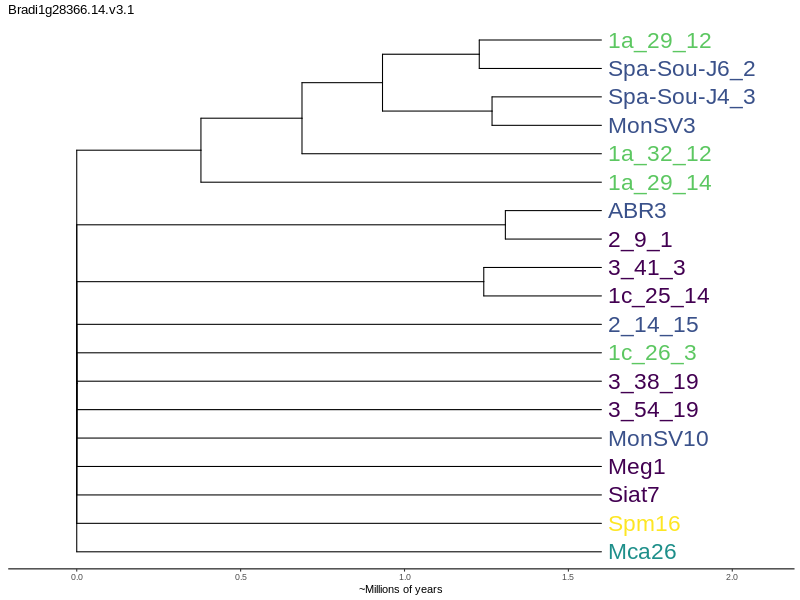 Bradi1g28366.14.v3.1
1a_29_12
Spa-Sou-J6_2
Spa-Sou-J4_3
MonSV3
1a_32_12
1a_29_14
ABR3
2_9_1
3_41_3
1c_25_14
2_14_15
1c_26_3
3_38_19
3_54_19
MonSV10
Meg1
Siat7
Spm16
Mca26
0.0 0.5 1.0 1.5 2.0
~Millions of years